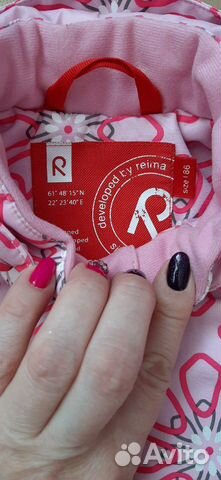 R
developed by reima
size | 86
R
61° 48' 15" N
22° 23' 40" E
Avito